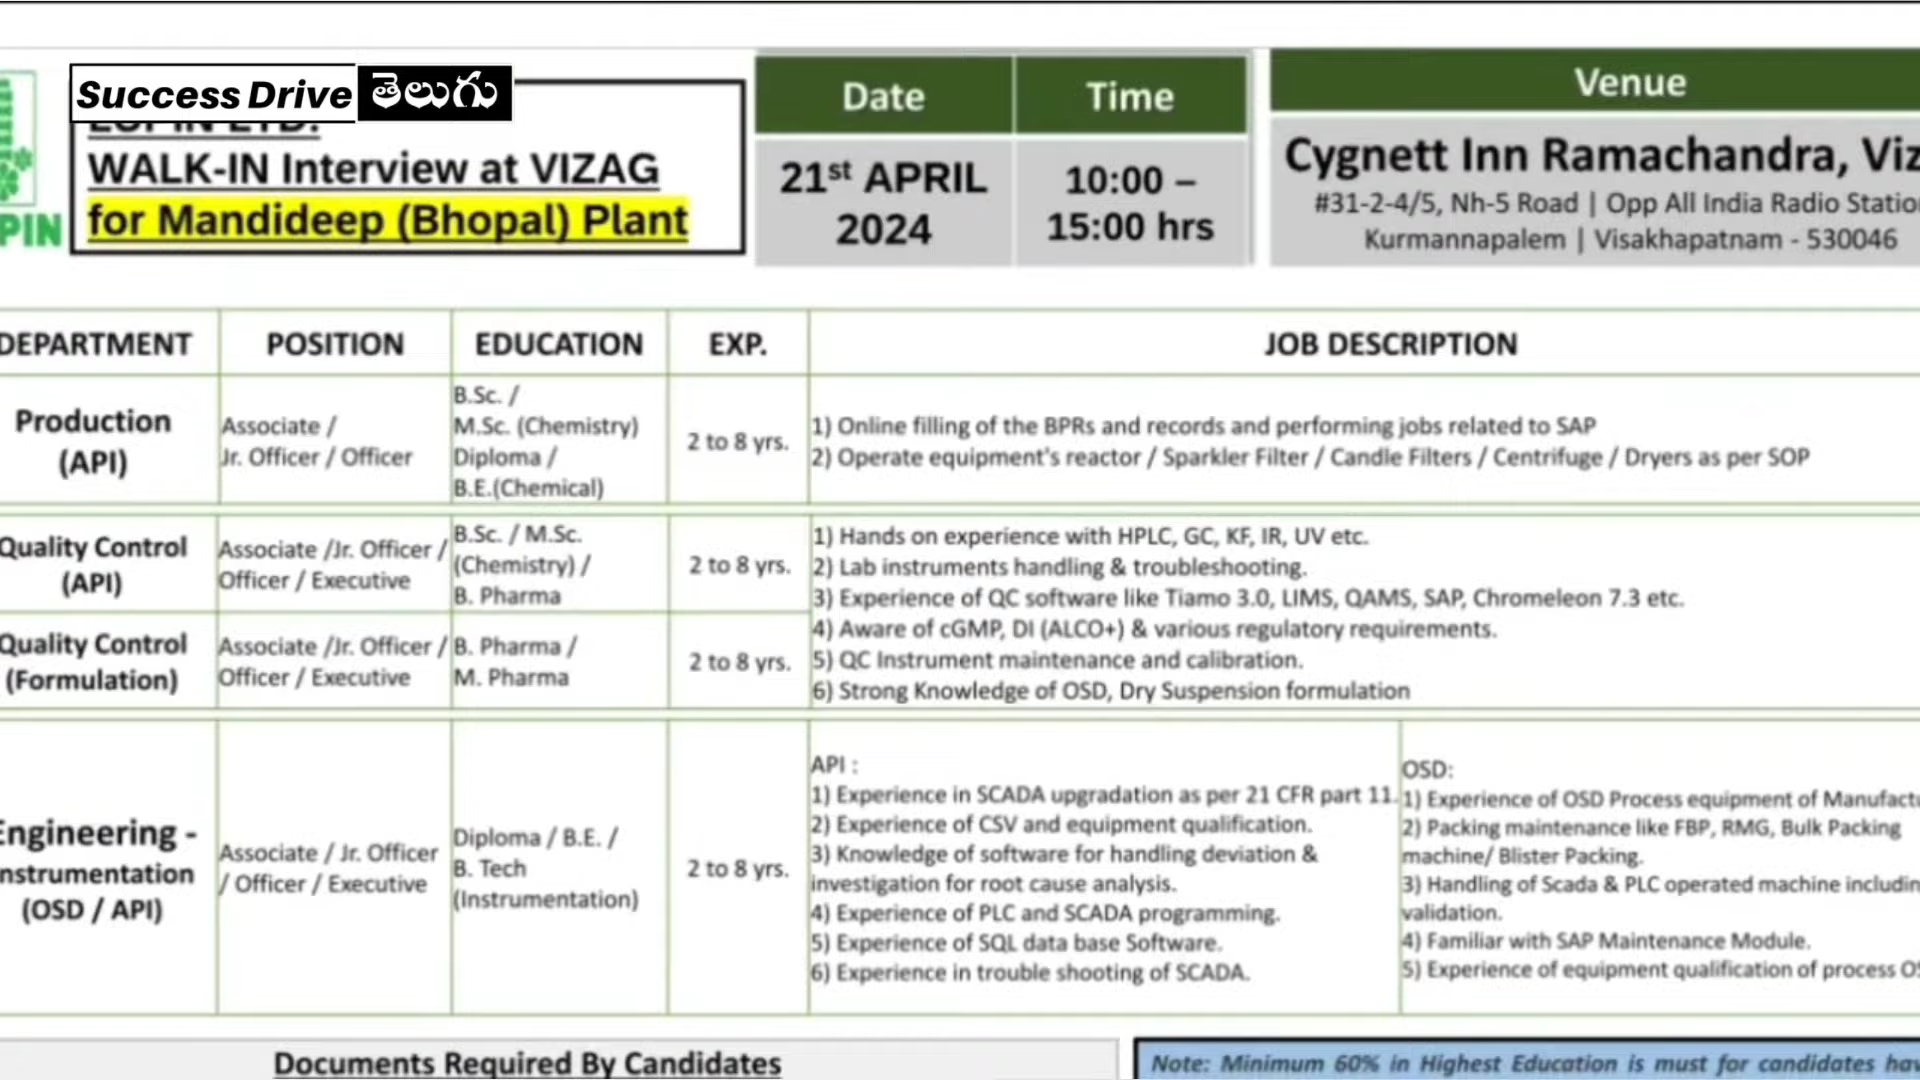 Success Drive తెలుగు
LUPIN LTD.
WALK-IN Interview at VIZAG
for Mandideep (Bhopal) Plant
PIN
Date
Time
21st APRIL
2024
10:00 –
15:00 hrs
Venue
Cygnett Inn Ramachandra, Viz
#31-2-4/5, Nh-5 Road | Opp All India Radio Statio
Kurmannapalem | Visakhapatnam - 530046
DEPARTMENT
POSITION
EDUCATION
EXP.
JOB DESCRIPTION
Production
(API)
Associate /
Jr. Officer / Officer
B.Sc. /
M.Sc. (Chemistry)
Diploma /
B.E.(Chemical)
2 to 8 yrs.
1) Online filling of the BPRs and records and performing jobs related to SAP
2) Operate equipment's reactor / Sparkler Filter / Candle Filters / Centrifuge / Dryers as per SOP
Quality Control
(API)
Associate /Jr. Officer /
Officer / Executive
B.Sc. / M.Sc.
(Chemistry) /
B. Pharma
2 to 8 yrs.
Quality Control
(Formulation)
Associate /Jr. Officer /
Officer / Executive
B. Pharma /
M. Pharma
2 to 8 yrs.
1) Hands on experience with HPLC, GC, KF, IR, UV etc.
2) Lab instruments handling & troubleshooting.
3) Experience of QC software like Tiamo 3.0, LIMS, QAMS, SAP, Chromeleon 7.3 etc.
4) Aware of cGMP, DI (ALCO+) & various regulatory requirements.
5) QC Instrument maintenance and calibration.
6) Strong Knowledge of OSD, Dry Suspension formulation
Engineering -
nstrumentation
(OSD / API)
Associate / Jr. Officer
/ Officer / Executive
Diploma / B.E. /
B. Tech
(Instrumentation)
2 to 8 yrs.
API :
1) Experience in SCADA upgradation as per 21 CFR part 11.
2) Experience of CSV and equipment qualification.
3) Knowledge of software for handling deviation &
investigation for root cause analysis.
4) Experience of PLC and SCADA programming.
5) Experience of SQL data base Software.
6) Experience in trouble shooting of SCADA.
OSD:
1) Experience of OSD Process equipment of Manufactu
2) Packing maintenance like FBP, RMG, Bulk Packing
machine/ Blister Packing.
3) Handling of Scada & PLC operated machine includin
validation.
4) Familiar with SAP Maintenance Module.
5) Experience of equipment qualification of process OS
Documents Required By Candidates
Note: Minimum 60% in Highest Education is must for candidates hav